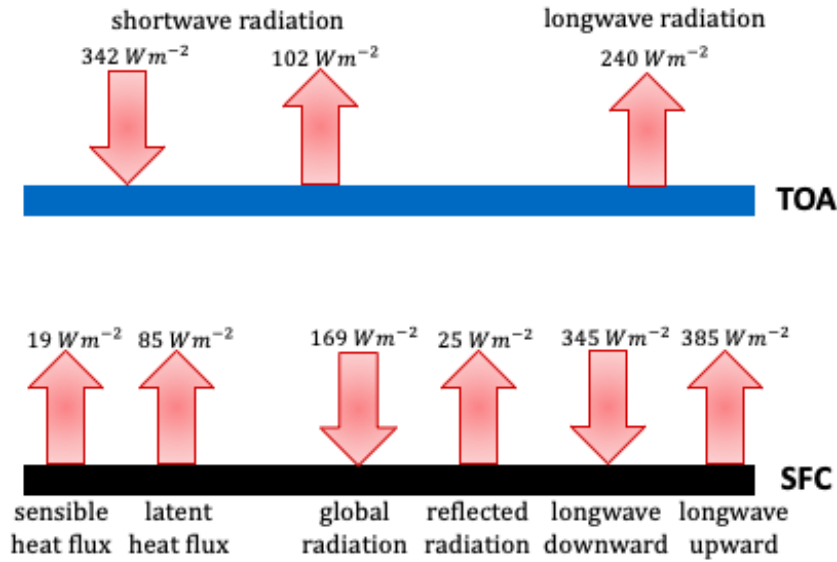 shortwave radiation longwave radiation
342 Wm⁻² 102 Wm⁻² 240 Wm⁻²
TOA
19 Wm⁻² 85 Wm⁻² 169 Wm⁻² 25 Wm⁻² 345 Wm⁻² 385 Wm⁻²
SFC
sensible heat flux
latent heat flux
global radiation
reflected radiation
longwave downward
longwave upward